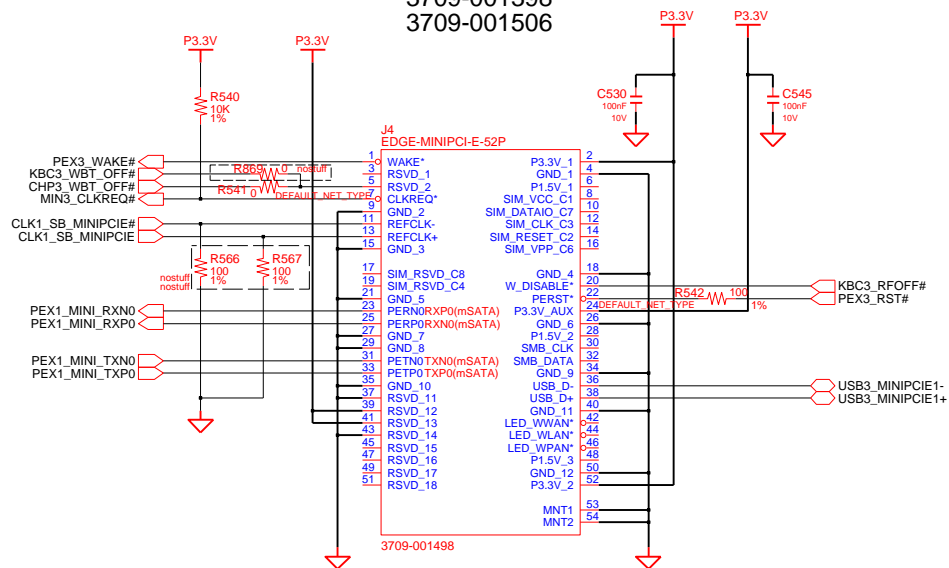 3709-001398
3709-001506
P3.3V
P3.3V
P3.3V
P3.3V
R540
10K
1%
C530
100nF
10V
C545
100nF
10V
J4
EDGE-MINIPCI-E-52P
PEX3_WAKE#
KBC3_WBT_OFF#
CHP3_WBT_OFF#
MIN3_CLKREQ#
CLK1_SB_MINIPCIE#
CLK1_SB_MINIPCIE
R869
0
nostuff
R541
0
DEFAULT_NET_TYPE
R566
100
1%
R567
100
1%
nostuff
nostuff
PEX1_MINI_RXN0
PEX1_MINI_RXP0
PEX1_MINI_TXN0
PEX1_MINI_TXP0
1 WAKE*
3 RSVD_1
5 RSVD_2
7 CLKREQ*
9 GND_2
11 REFCLK-
13 REFCLK+
15 GND_3
17 SIM_RSVD_C8
19 SIM_RSVD_C4
21 GND_5
23 PERN0 RXP0(mSATA)
25 PERP0 RXN0(mSATA)
27 GND_7
29 GND_8
31 PETN0 TXN0(mSATA)
33 PETP0 TXP0(mSATA)
35 GND_10
37 RSVD_11
39 RSVD_12
41 RSVD_13
43 RSVD_14
45 RSVD_15
47 RSVD_16
49 RSVD_17
51 RSVD_18
P3.3V_1 2
GND_1 4
P1.5V_1 6
SIM_VCC_C1 8
SIM_DATAIO_C7 10
SIM_CLK_C3 12
SIM_RESET_C2 14
SIM_VPP_C6 16
GND_4 18
W_DISABLE* 20
PERST* 22
P3.3V_AUX 24
GND_6 26
P1.5V_2 28
SMB_CLK 30
SMB_DATA 32
GND_9 34
USB_D- 36
USB_D+ 38
GND_11 40
LED_WWAN* 42
LED_WLAN* 44
LED_WPAN* 46
P1.5V_3 48
GND_12 50
P3.3V_2 52
MNT1 53
MNT2 54
R542
100
1%
DEFAULT_NET_TYPE
KBC3_RFOFF#
PEX3_RST#
USB3_MINIPCIE1-
USB3_MINIPCIE1+
3709-001498